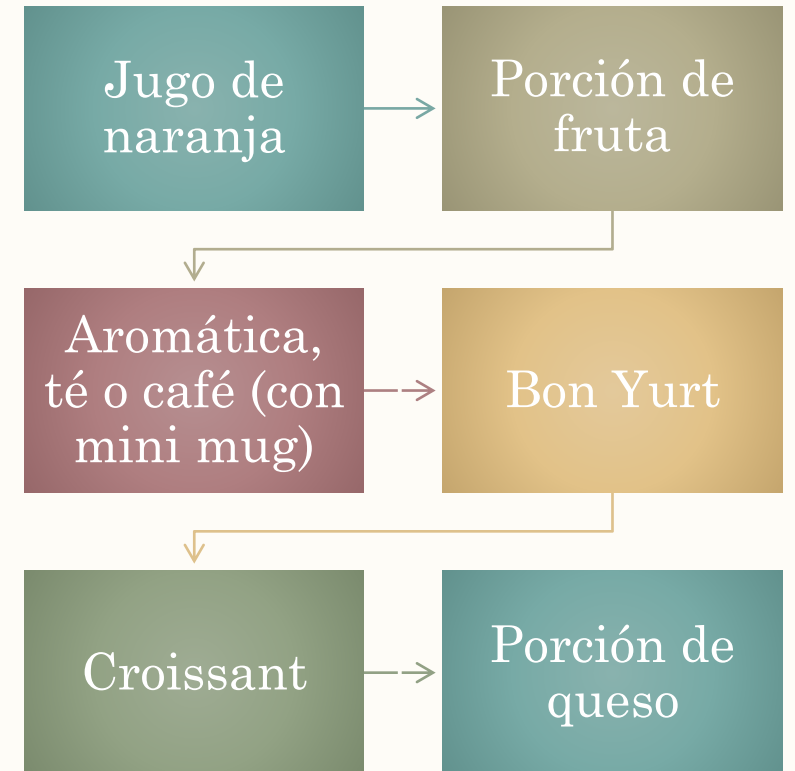 Jugo de
naranja
Porción de
fruta
Aromática,
té o café (con
mini mug)
Bon Yurt
Croissant
Porción de
queso